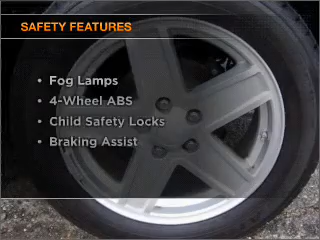 SAFETY FEATURES
• Fog Lamps
• 4-Wheel ABS
• Child Safety Locks
• Braking Assist